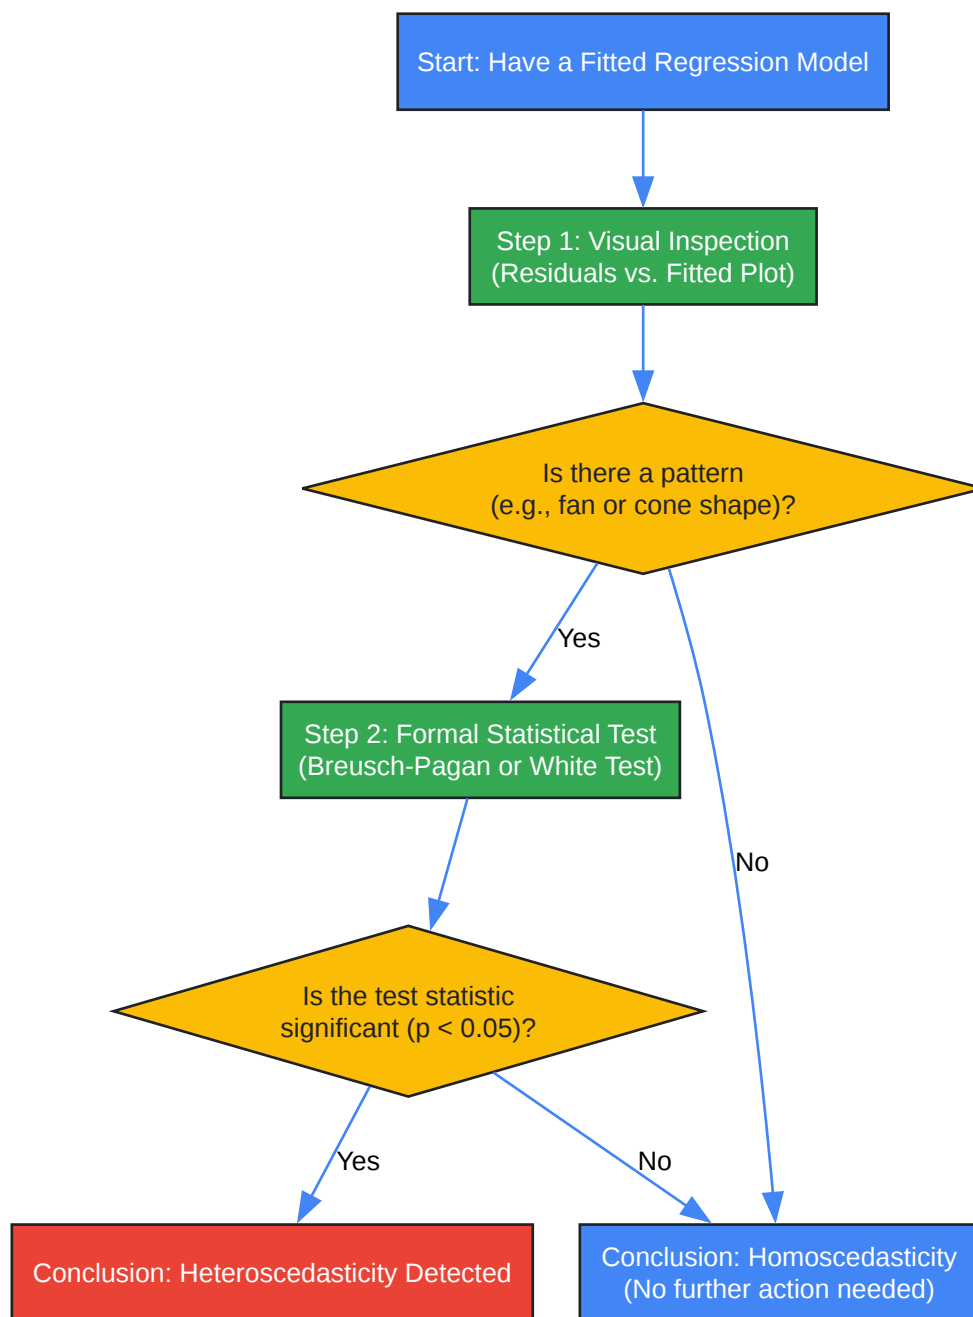 Start: Have a Fitted Regression Model
Step 1: Visual Inspection
(Residuals vs. Fitted Plot)
Is there a pattern
(e.g., fan or cone shape)?
Yes
Step 2: Formal Statistical Test
(Breusch-Pagan or White Test)
No
Is the test statistic
significant (p < 0.05)?
Yes
No
Conclusion: Heteroscedasticity Detected
Conclusion: Homoscedasticity
(No further action needed)